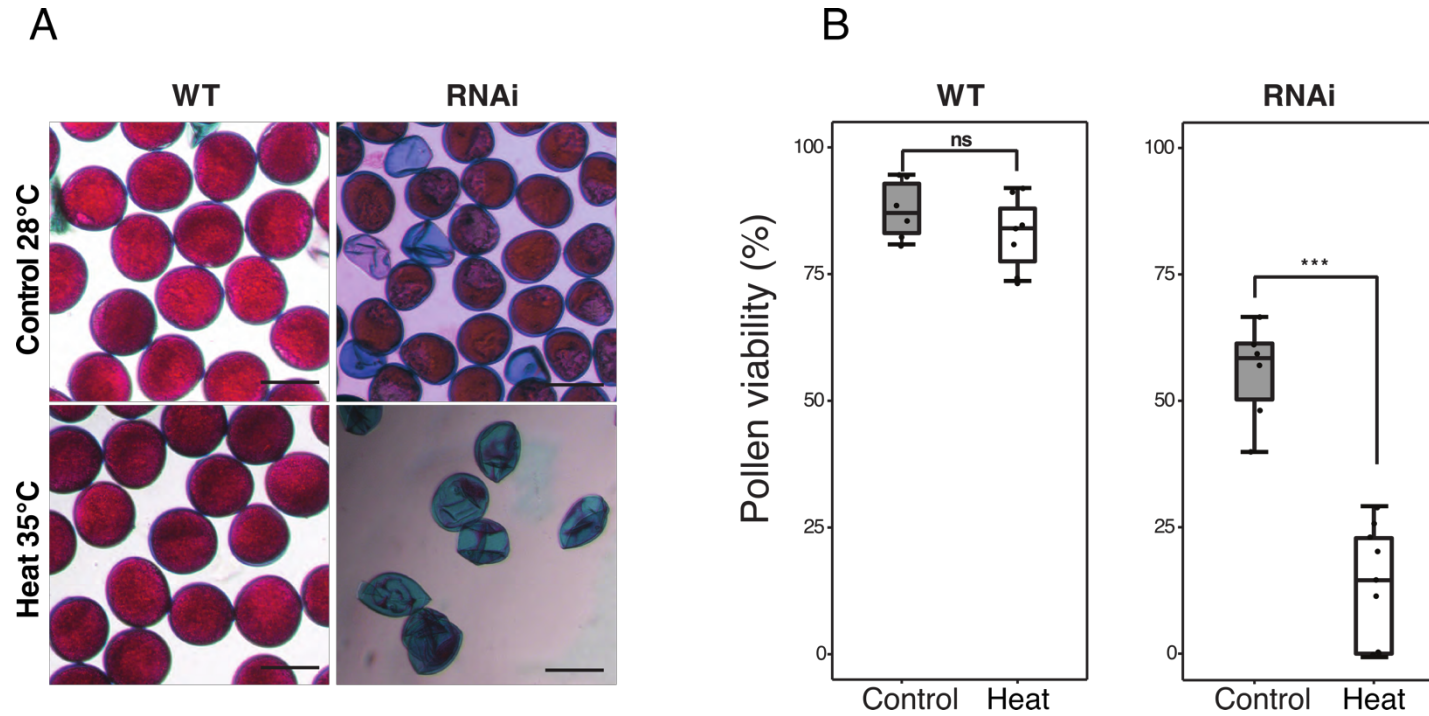 A
B
WT
RNAi
Control 28°C
Heat 35°C
WT
RNAi
Pollen viability (%)
100
75
50
25
0
ns
Control
Heat
100
75
50
25
0
***
Control
Heat